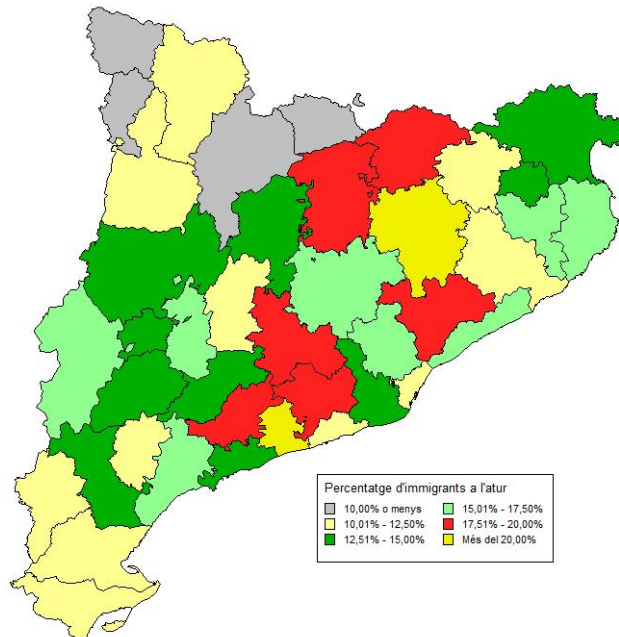 Percentatge d'immigrants a l'atur
10,00% o menys
10,01% - 12,50%
12,51% - 15,00%
15,01% - 17,50%
17,51% - 20,00%
Més del 20,00%